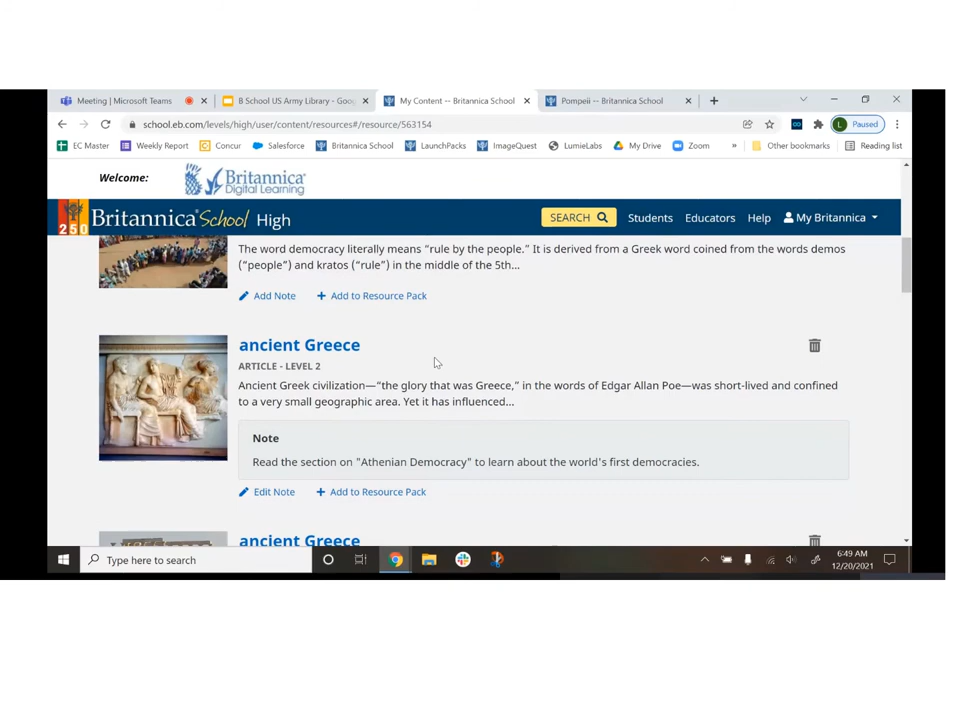 Meeting | Microsoft Teams
B School US Army Library - Goo
My Content -- Britannica School
Pompeii -- Britannica School
school.eb.com/levels/high/user/content/resources#/resource/563154
L Paused
EC Master Weekly Report Concur Salesforce Britannica School LaunchPacks ImageQuest LumieLabs My Drive Zoom » Other bookmarks Reading list
Welcome:
Britannica®
Digital Learning
250
Britannica® School High
SEARCH Students Educators Help My Britannica
The word democracy literally means “rule by the people.” It is derived from a Greek word coined from the words demos
(“people”) and kratos (“rule”) in the middle of the 5th...
Add Note + Add to Resource Pack
ancient Greece
ARTICLE - LEVEL 2
Ancient Greek civilization—“the glory that was Greece,” in the words of Edgar Allan Poe—was short-lived and confined
to a very small geographic area. Yet it has influenced...
Note
Read the section on "Athenian Democracy" to learn about the world's first democracies.
Edit Note + Add to Resource Pack
ancient Greece
Type here to search
6:49 AM
12/20/2021